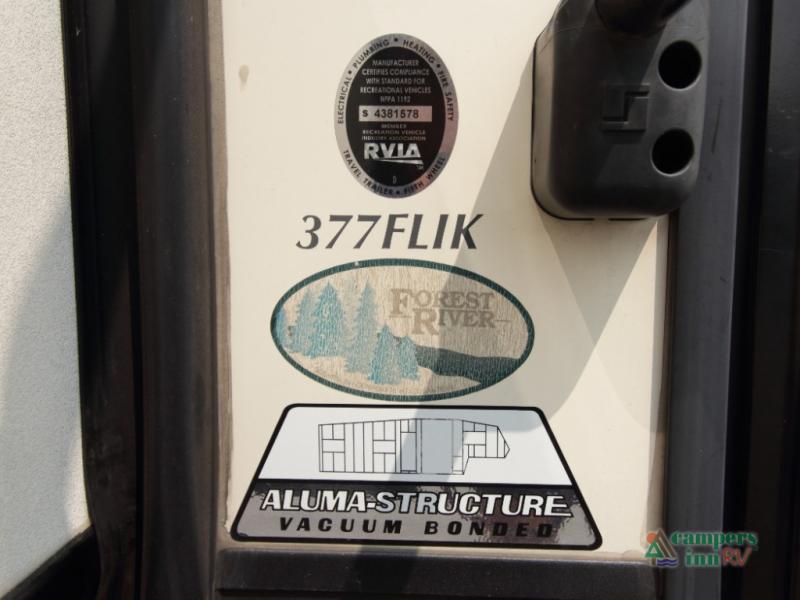 ELECTRICAL • PLUMBING • HEATING • FIRE SAFETY
MANUFACTURER
CERTIFIES COMPLIANCE
WITH STANDARD FOR
RECREATIONAL VEHICLES
NFPA 1192
S 4381578
MEMBER
RECREATION VEHICLE
INDUSTRY ASSOCIATION
RVIA
D
TRAVEL TRAILER • FIFTH WHEEL
377FLIK
FOREST
RIVER
ALUMA-STRUCTURE
VACUUM BONDED
campers
inn RV